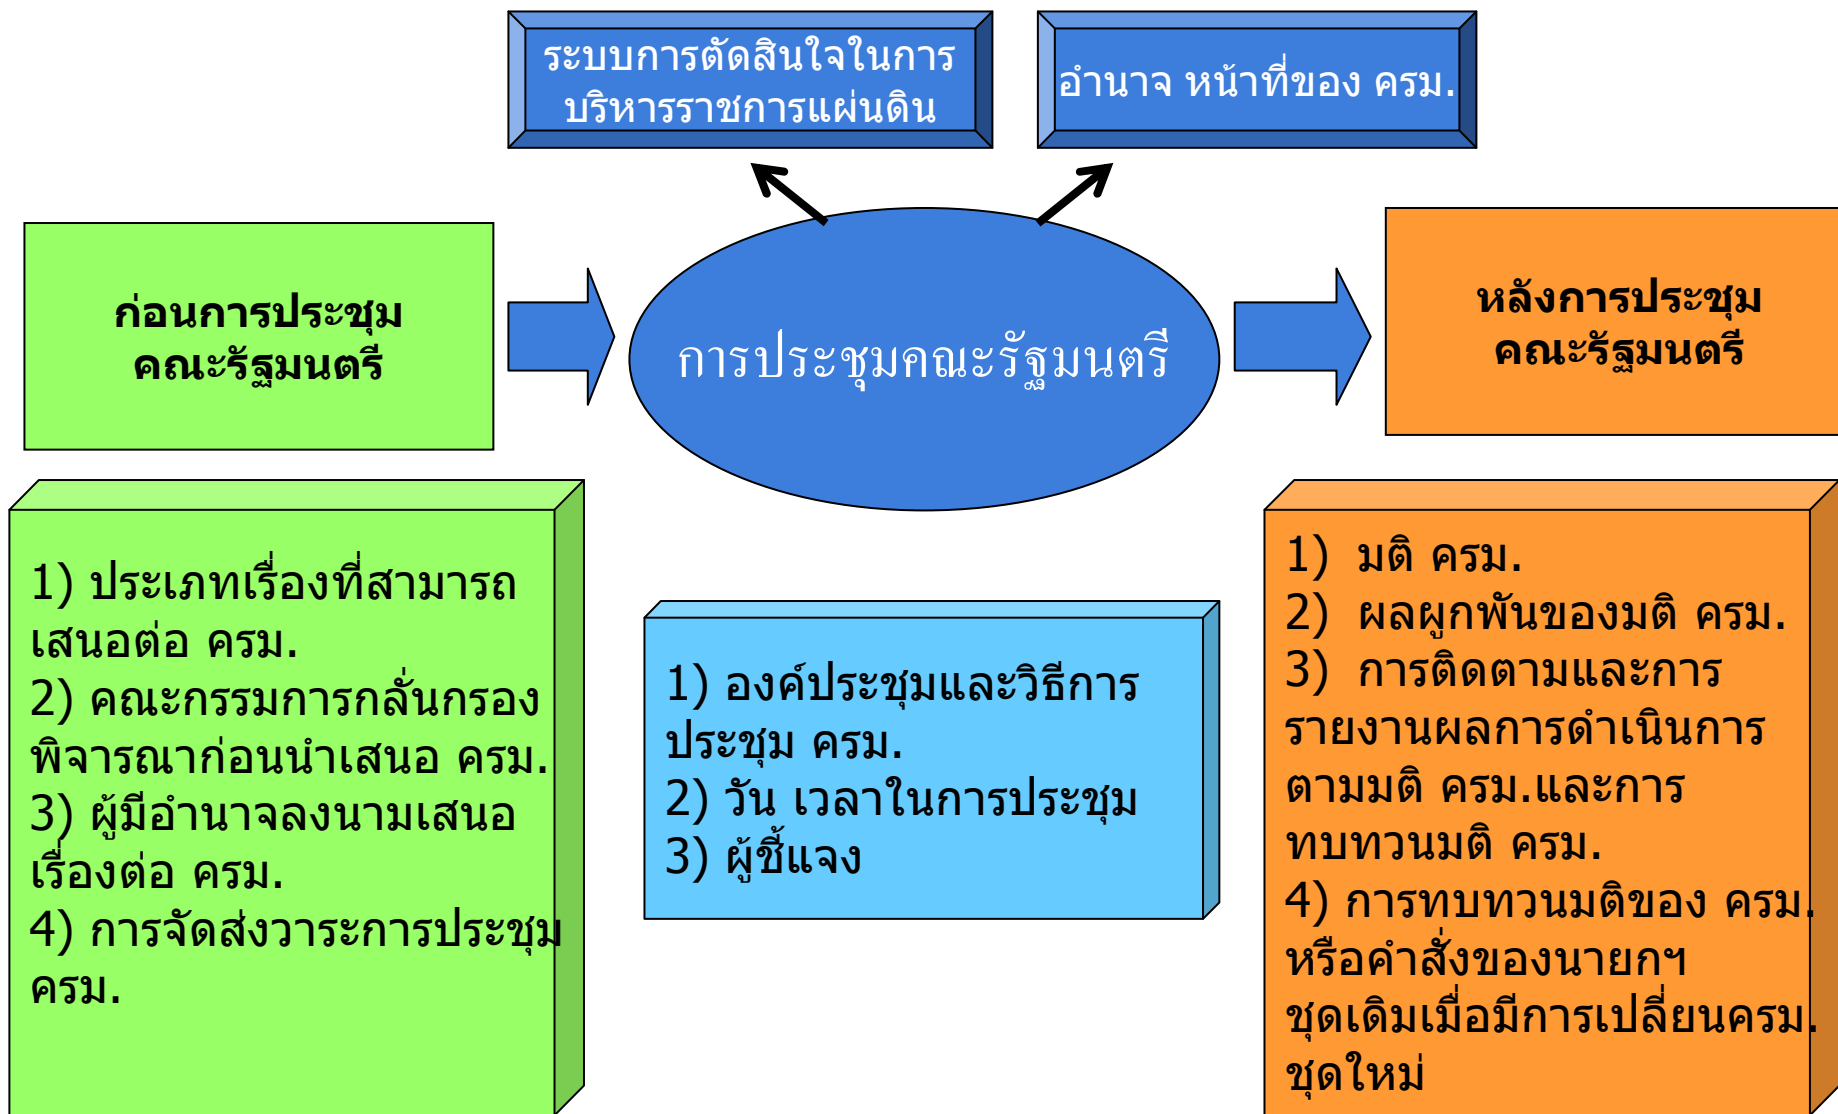 ระบบการตัดสินใจในการ
บริหารราชการแผ่นดิน
อำนาจ หน้าที่ของ ครม.
ก่อนการประชุม
คณะรัฐมนตรี
การประชุมคณะรัฐมนตรี
หลังการประชุม
คณะรัฐมนตรี
1) ประเภทเรื่องที่สามารถ
เสนอต่อ ครม.
2) คณะกรรมการกลั่นกรอง
พิจารณาก่อนนำเสนอ ครม.
3) ผู้มีอำนาจลงนามเสนอ
เรื่องต่อ ครม.
4) การจัดส่งวาระการประชุม
ครม.
1) องค์ประชุมและวิธีการ
ประชุม ครม.
2) วัน เวลาในการประชุม
3) ผู้ชี้แจง
1) มติ ครม.
2) ผลผูกพันของมติ ครม.
3) การติดตามและการ
รายงานผลการดำเนินการ
ตามมติ ครม.และการ
ทบทวนมติ ครม.
4) การทบทวนมติของ ครม.
หรือคำสั่งของนายกฯ
ชุดเดิมเมื่อมีการเปลี่ยนครม.
ชุดใหม่